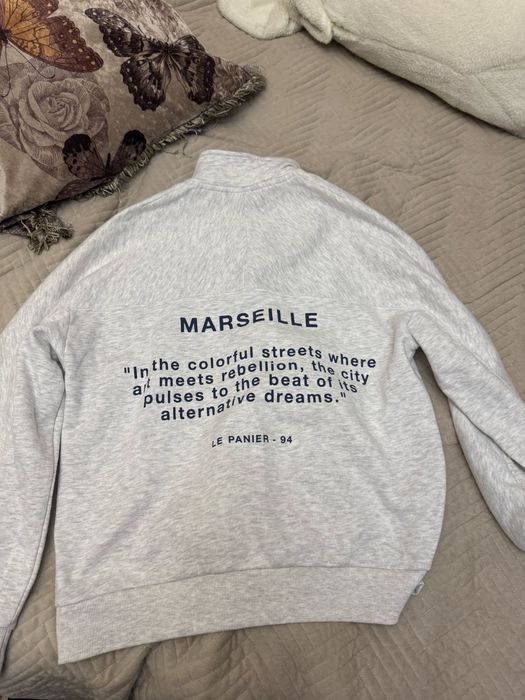 MARSEILLE
"In the colorful streets where
art meets rebellion, the city
pulses to the beat of its
alternative dreams."
LE PANIER - 94